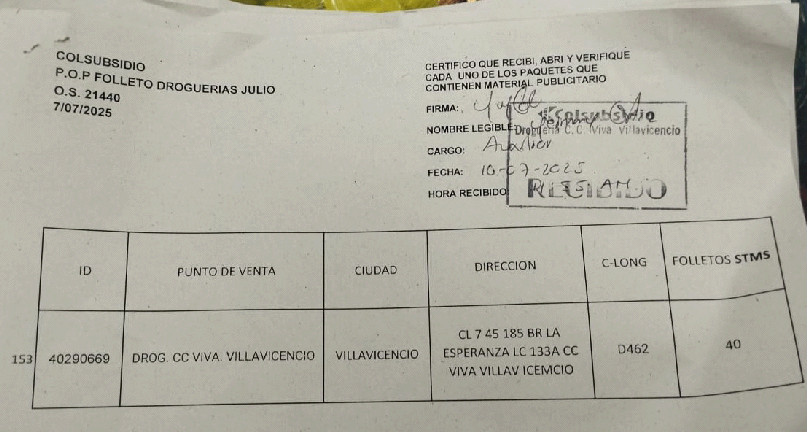 COLSUBSIDIO
P.O.P FOLLETO DROGUERIAS JULIO
O.S. 21440
7/07/2025
CERTIFICO QUE RECIBI, ABRI Y VERIFIQUE
CADA UNO DE LOS PAQUETES QUE
CONTIENEN MATERIAL PUBLICITARIO
FIRMA:
NOMBRE LEGIBLE:
CARGO:
FECHA: 10-07-2025
HORA RECIBIDO
Colsubsidio
Droguería C.C. Viva Villavicencio
RECIBIDO
ID PUNTO DE VENTA CIUDAD DIRECCION C-LONG FOLLETOS STMS
153 40290669 DROG. CC VIVA. VILLAVICENCIO VILLAVICENCIO CL 7 45 185 BR LA ESPERANZA LC 133A CC VIVA VILLAV ICEMCIO D462 40